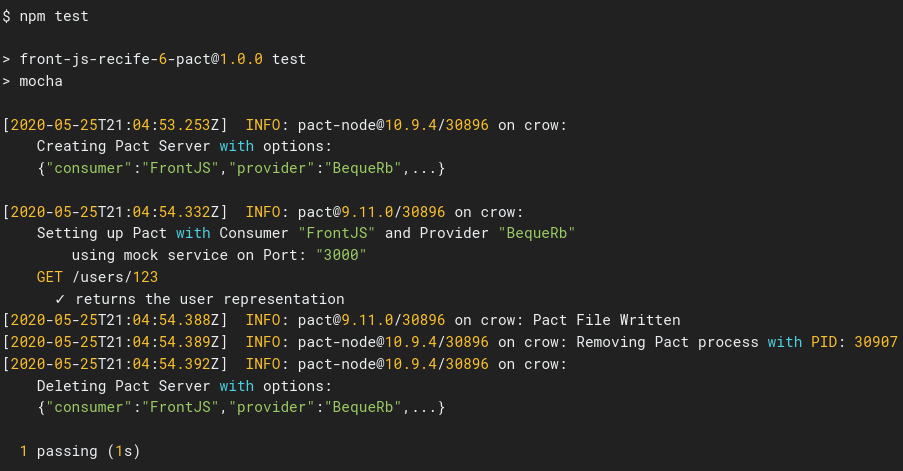 $ npm test
> front-js-recife-6-pact@1.0.0 test
> mocha
[2020-05-25T21:04:53.253Z]  INFO: pact-node@10.9.4/30896 on crow:
    Creating Pact Server with options:
    {"consumer":"FrontJS","provider":"BequeRb",...}
[2020-05-25T21:04:54.332Z]  INFO: pact@9.11.0/30896 on crow:
    Setting up Pact with Consumer "FrontJS" and Provider "BequeRb"
        using mock service on Port: "3000"
    GET /users/123
      ✓ returns the user representation
[2020-05-25T21:04:54.388Z]  INFO: pact@9.11.0/30896 on crow: Pact File Written
[2020-05-25T21:04:54.389Z]  INFO: pact-node@10.9.4/30896 on crow: Removing Pact process with PID: 30907
[2020-05-25T21:04:54.392Z]  INFO: pact-node@10.9.4/30896 on crow:
    Deleting Pact Server with options:
    {"consumer":"FrontJS","provider":"BequeRb",...}
  1 passing (1s)